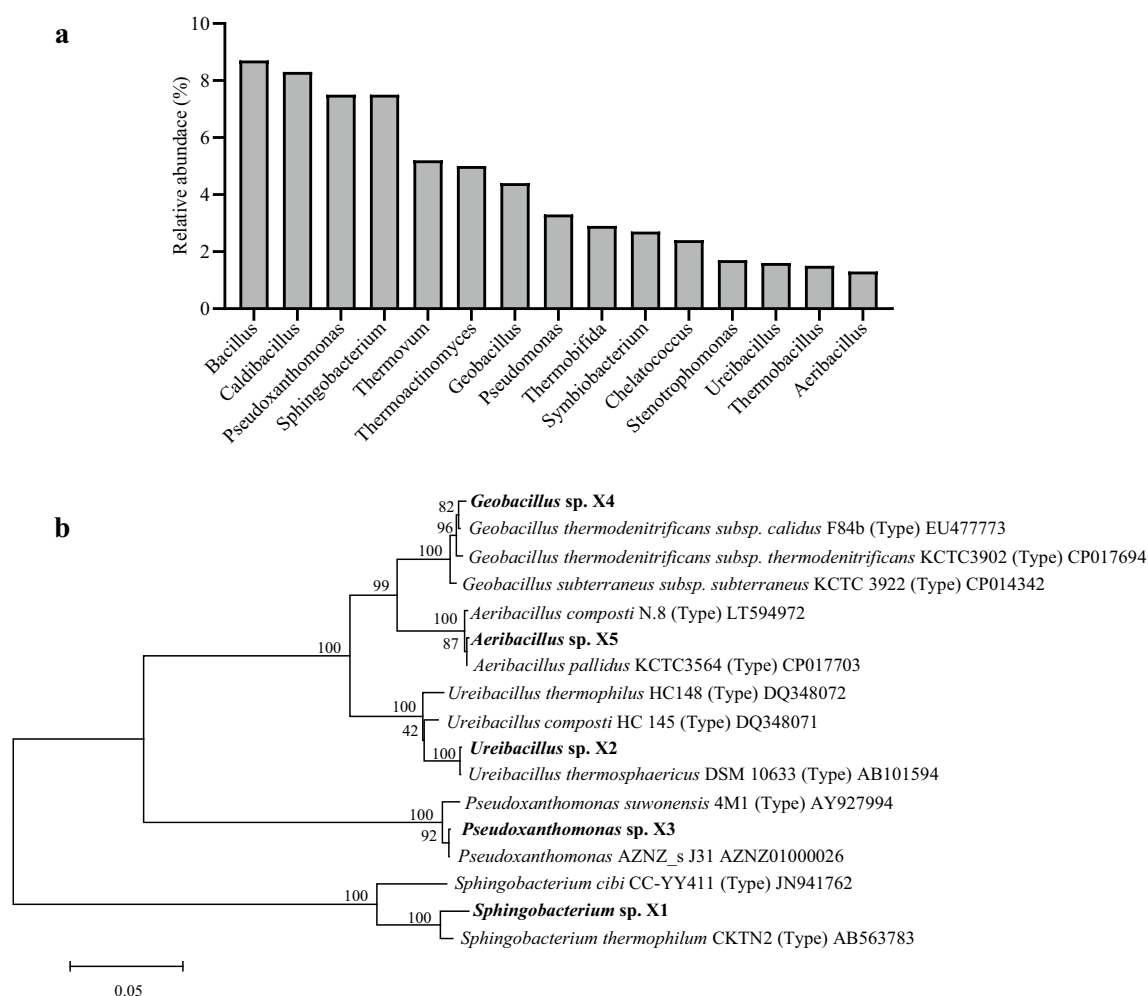 a
10
8
6
4
2
0
Relative abundace (%)
Bacillus
Caldibacillus
Pseudoxanthomonas
Sphingobacterium
Thermovum
Thermoactinomyces
Geobacillus
Pseudomonas
Thermobifida
Symbiobacterium
Chelatococcus
Stenotrophomonas
Ureibacillus
Thermobacillus
Aeribacillus
b
Geobacillus sp. X4
82
Geobacillus thermodenitrificans subsp. calidus F84b (Type) EU477773
96
Geobacillus thermodenitrificans subsp. thermodenitrificans KCTC3902 (Type) CP017694
100
Geobacillus subterraneus subsp. subterraneus KCTC 3922 (Type) CP014342
99
Aeribacillus composti N.8 (Type) LT594972
100
Aeribacillus sp. X5
87
Aeribacillus pallidus KCTC3564 (Type) CP017703
100
Ureibacillus thermophilus HC148 (Type) DQ348072
100
Ureibacillus composti HC 145 (Type) DQ348071
42
Ureibacillus sp. X2
100
Ureibacillus thermosphaericus DSM 10633 (Type) AB101594
Pseudoxanthomonas suwonensis 4M1 (Type) AY927994
100
Pseudoxanthomonas sp. X3
92
Pseudoxanthomonas AZNZ_s J31 AZNZ01000026
Sphingobacterium cibi CC-YY411 (Type) JN941762
100
Sphingobacterium sp. X1
100
Sphingobacterium thermophilum CKTN2 (Type) AB563783
0.05